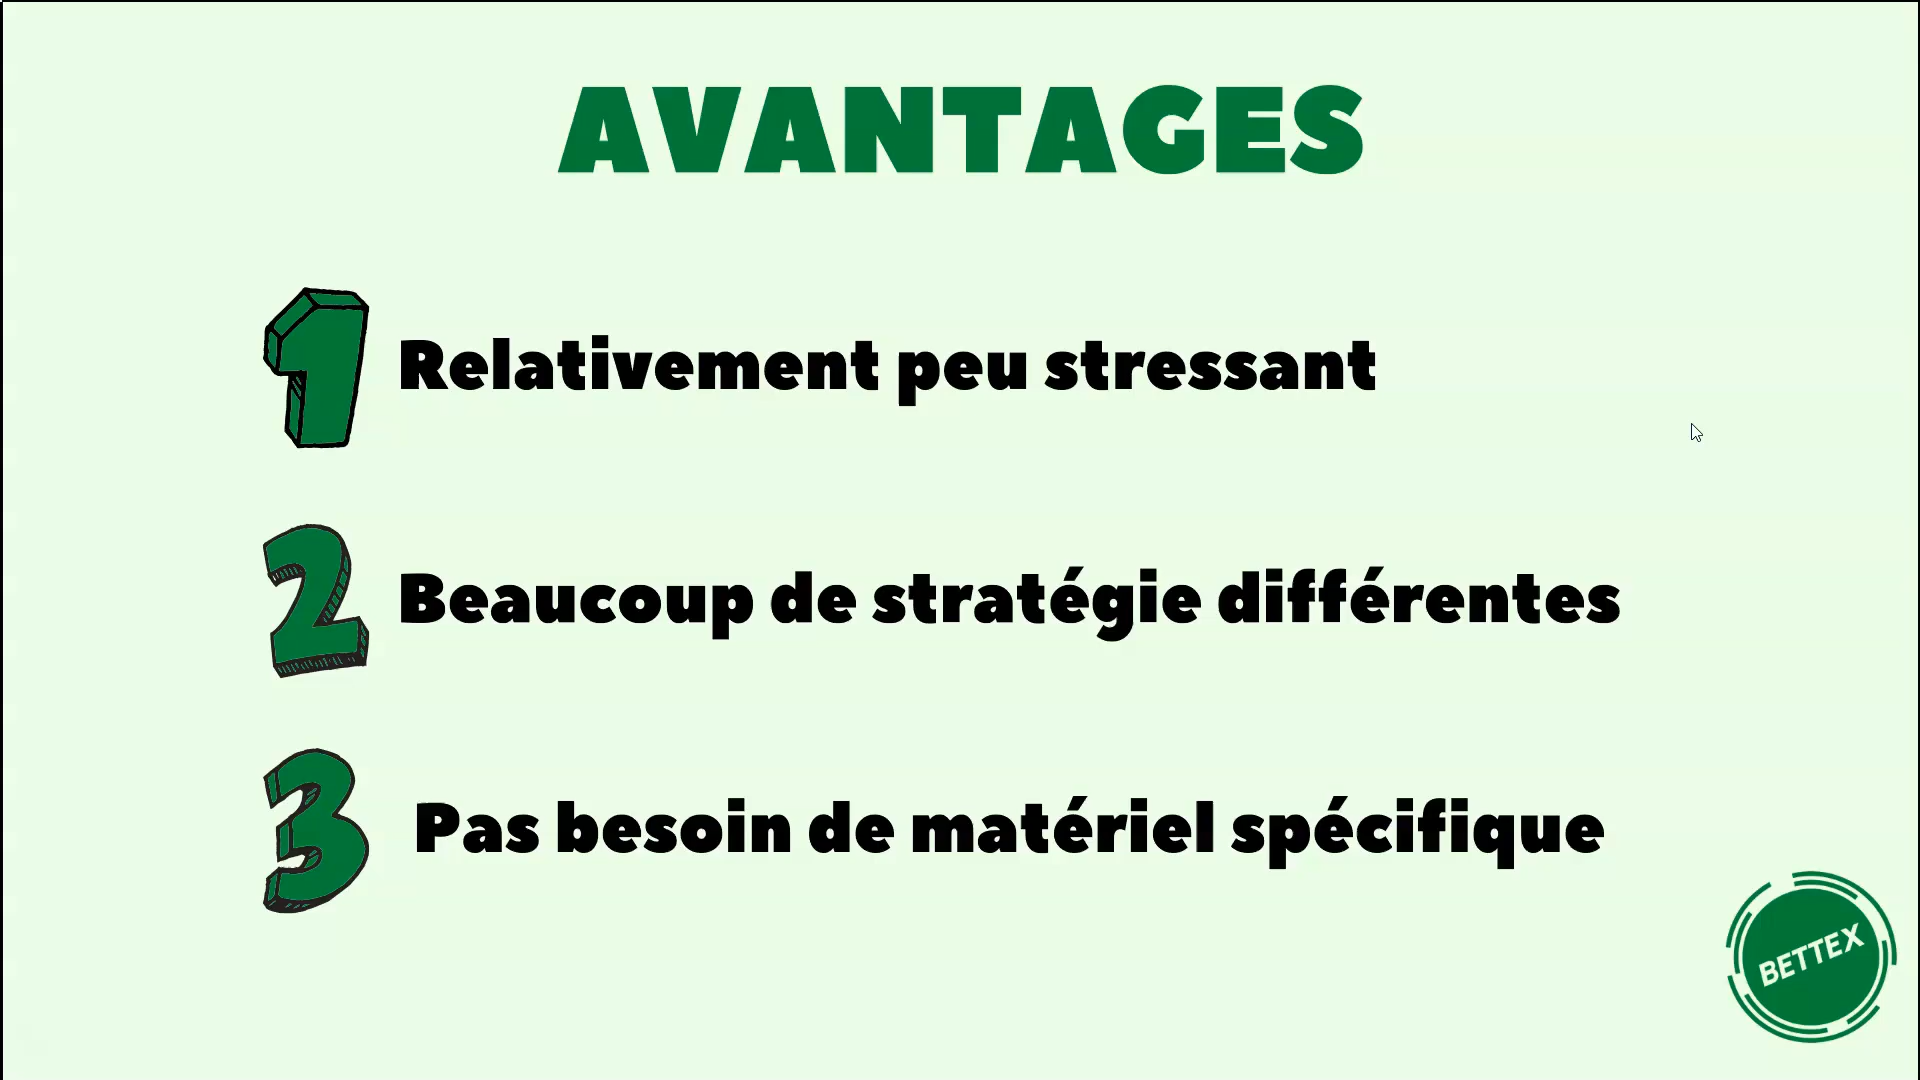 AVANTAGES
1 Relativement peu stressant
2 Beaucoup de stratégie différentes
3 Pas besoin de matériel spécifique
BETTEX